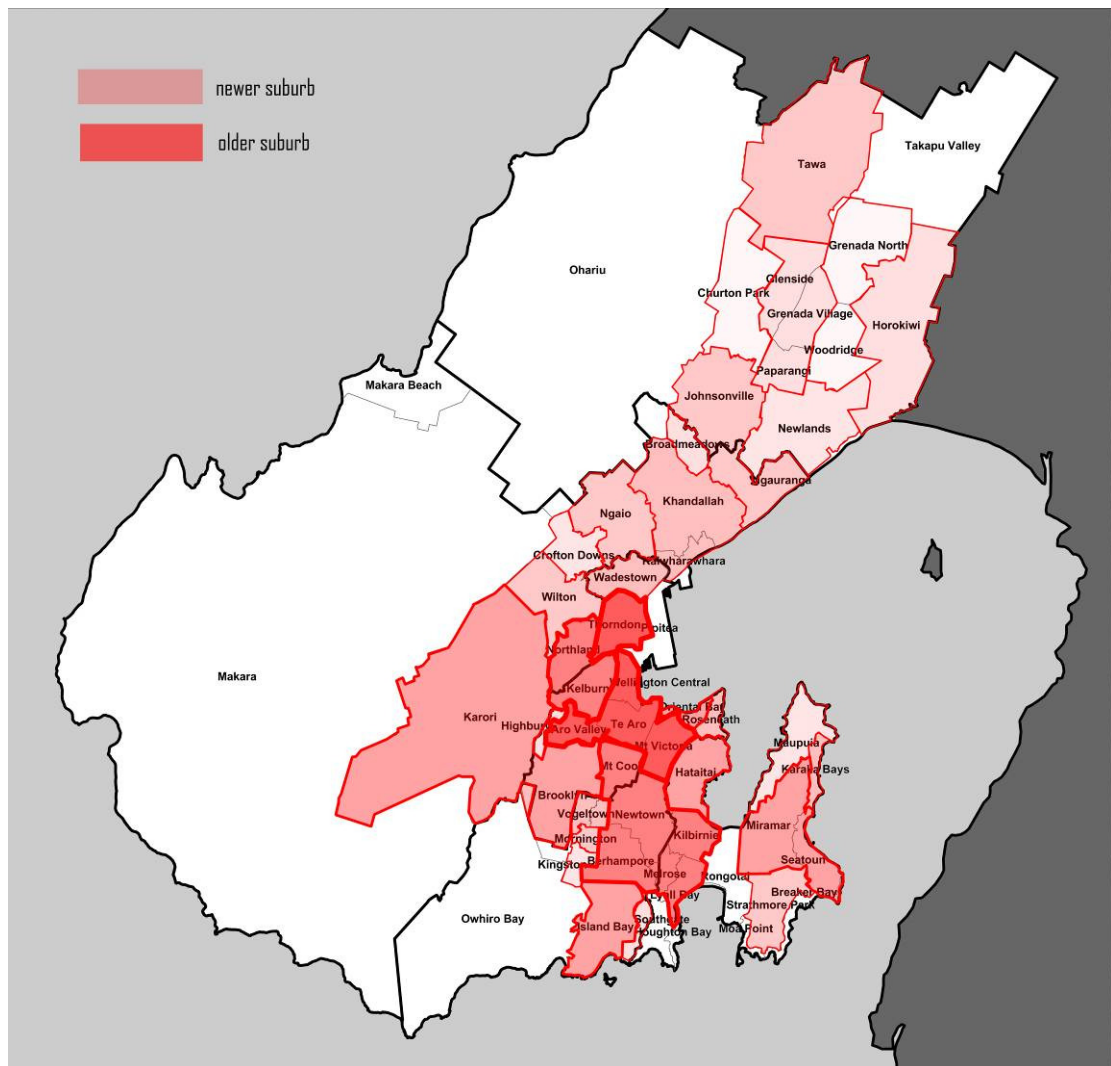 newer suburb
older suburb
Takapu Valley
Tawa
Grenada North
Ohariu
Glenside
Churton Park
Grenada Village
Horokiwi
Woodridge
Paparangi
Makara Beach
Johnsonville
Newlands
Broadmeadows
Ngauranga
Khandallah
Ngaio
Crofton Downs
Kaiwharawhara
Wadestown
Wilton
Thorndon
Pipitea
Northland
Makara
Wellington Central
Kelburn
Oriental Bay
Karori
Highbury
Roseneath
Aro Valley
Te Aro
Mt Victoria
Maupuia
Mt Coo
Hataitai
Karaka Bays
Brooklyn
Vogeltown
Newtown
Miramar
Kilbirnie
Mornington
Kingston
Berhampore
Seatoun
Melrose
Rongotai
Lyall Bay
Breaker Bay
Strathmore Park
Owhiro Bay
Southgate
Island Bay
Houghton Bay
Moa Point